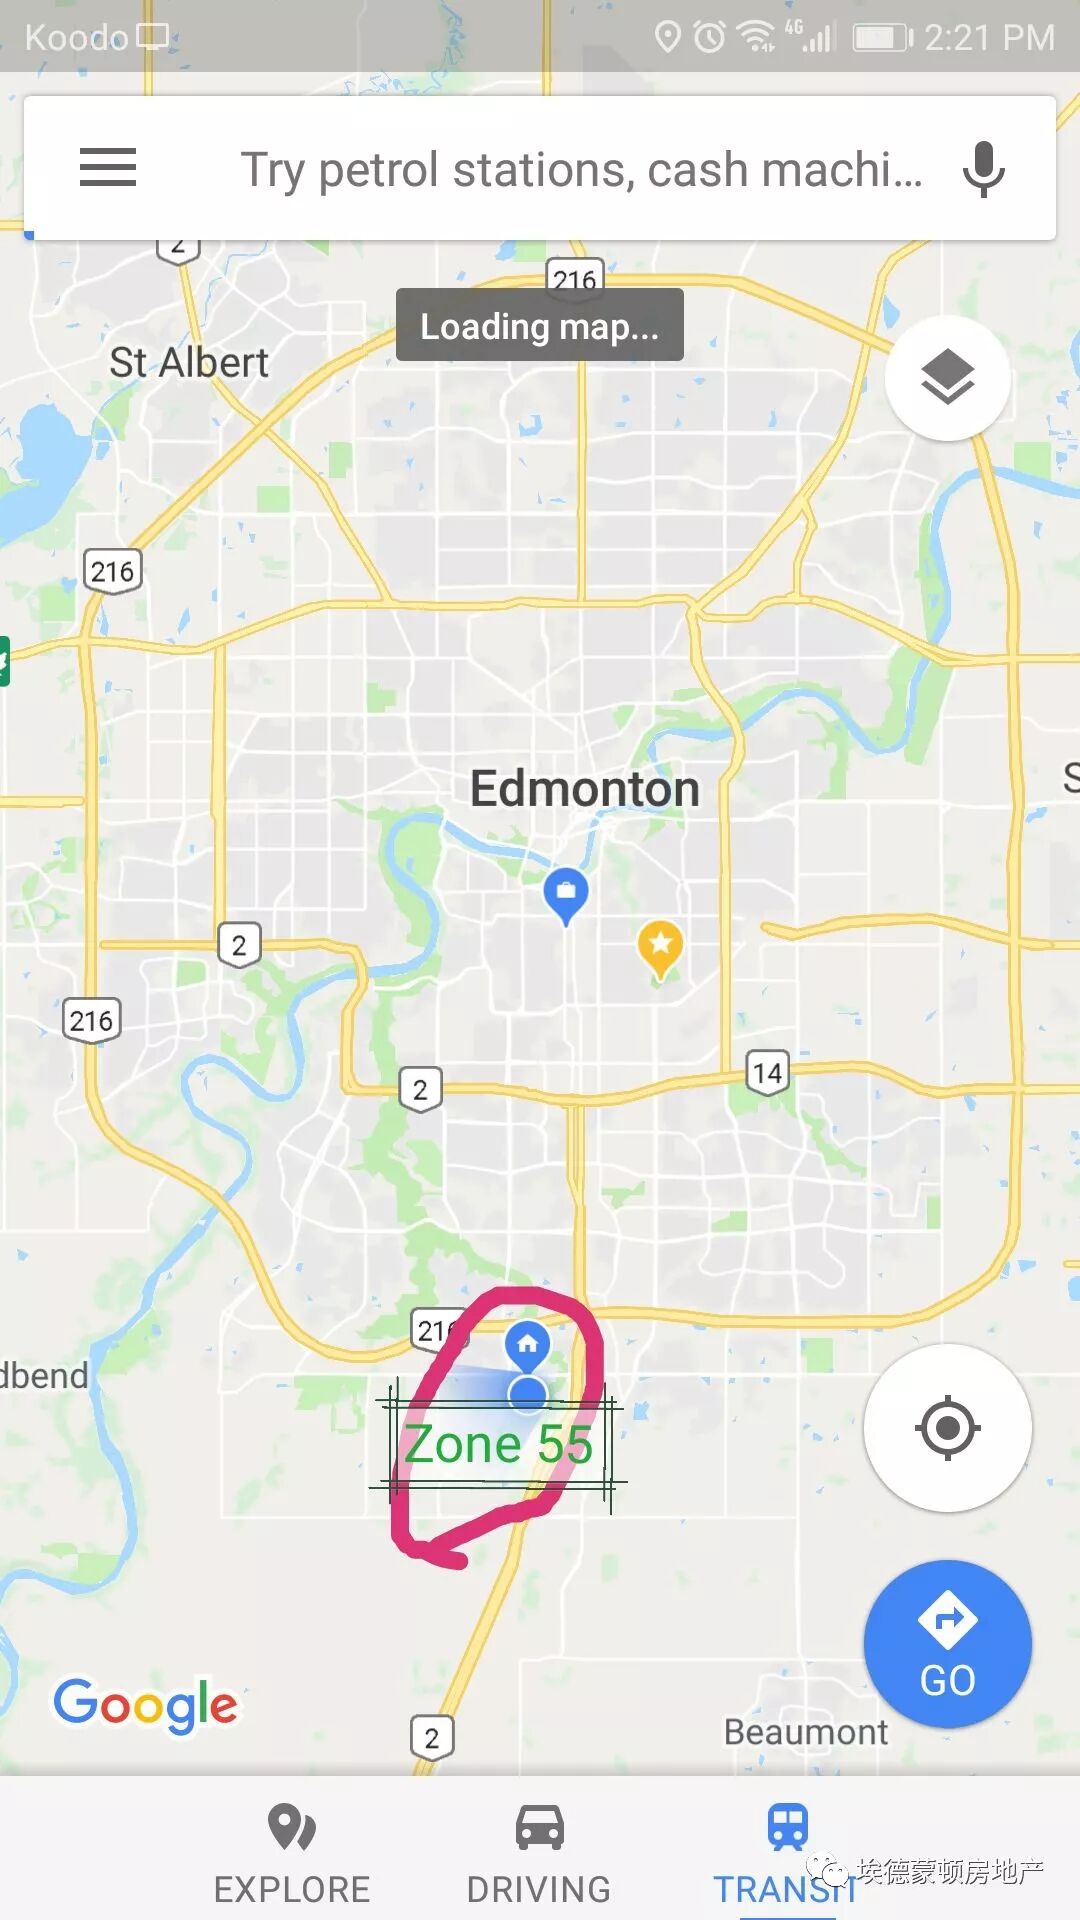 Koodo
4G
2:21 PM
Try petrol stations, cash machi...
2
216
Loading map...
St Albert
216
Edmonton
S
2
216
2
14
216
dbend
Zone 55
GO
Google
2
Beaumont
EXPLORE
DRIVING
TRANSIT
埃德蒙顿房地产